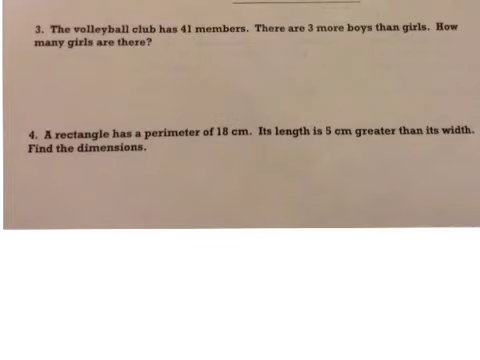 3. The volleyball club has 41 members. There are 3 more boys than girls. How
many girls are there?
4. A rectangle has a perimeter of 18 cm. Its length is 5 cm greater than its width.
Find the dimensions.